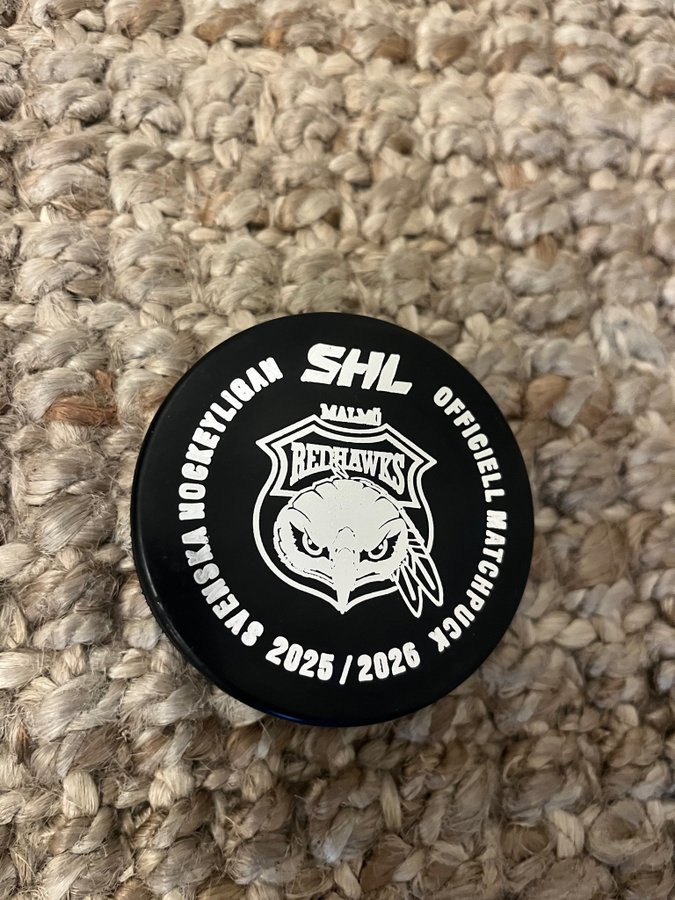 SHL
SVENSKA HOCKEYLIGAN
OFFICIELL MATCHPUCK
2025/2026
MALMÖ
REDHAWKS